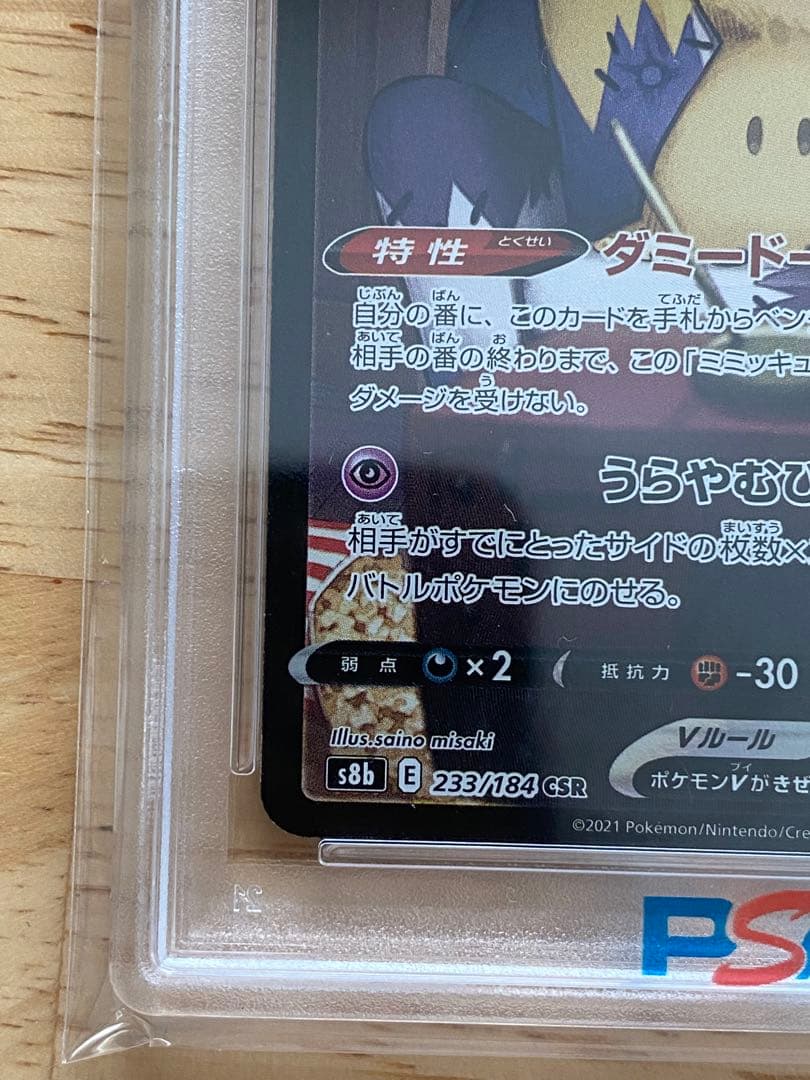 とくせい
特性
ダミードー
じぶん ばん てふだ
自分の番に、このカードを手札からベン
あいて ばん お
相手の番の終わりまで、この「ミミッキュ
う
ダメージを受けない。
うらやむひ
あいて まいすう
相手がすでにとったサイドの枚数×
バトルポケモンにのせる。
弱点 ×2 抵抗力 -30
Illus.saino misaki
Vルール
s8b E 233/184 CSR
ブイ
ポケモンVがきぜ
©2021 Pokémon/Nintendo/Cre
PSA